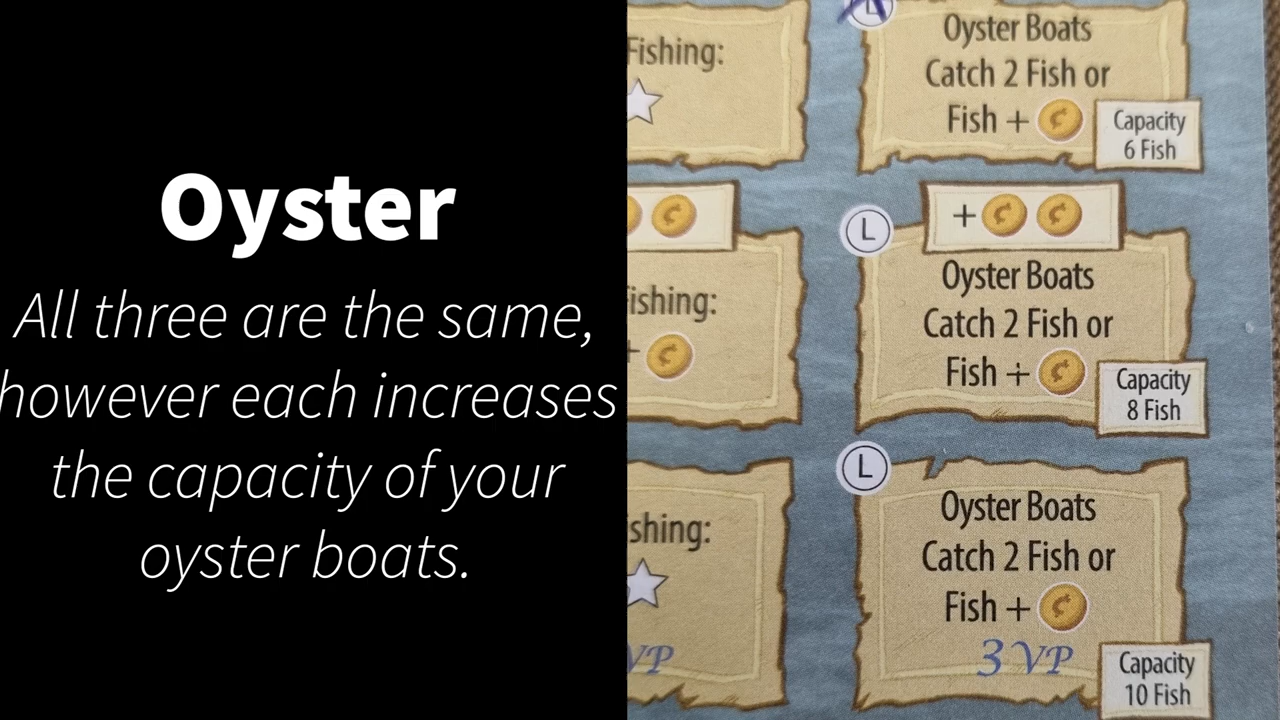 Oyster
All three are the same,
however each increases
the capacity of your
oyster boats.
Fishing:
L
Oyster Boats
Catch 2 Fish or
Fish + ¢
Capacity
6 Fish
¢
ishing:
+ ¢
L
+ ¢ ¢
Oyster Boats
Catch 2 Fish or
Fish + ¢
Capacity
8 Fish
shing:
VP
L
Oyster Boats
Catch 2 Fish or
Fish + ¢
3 VP
Capacity
10 Fish